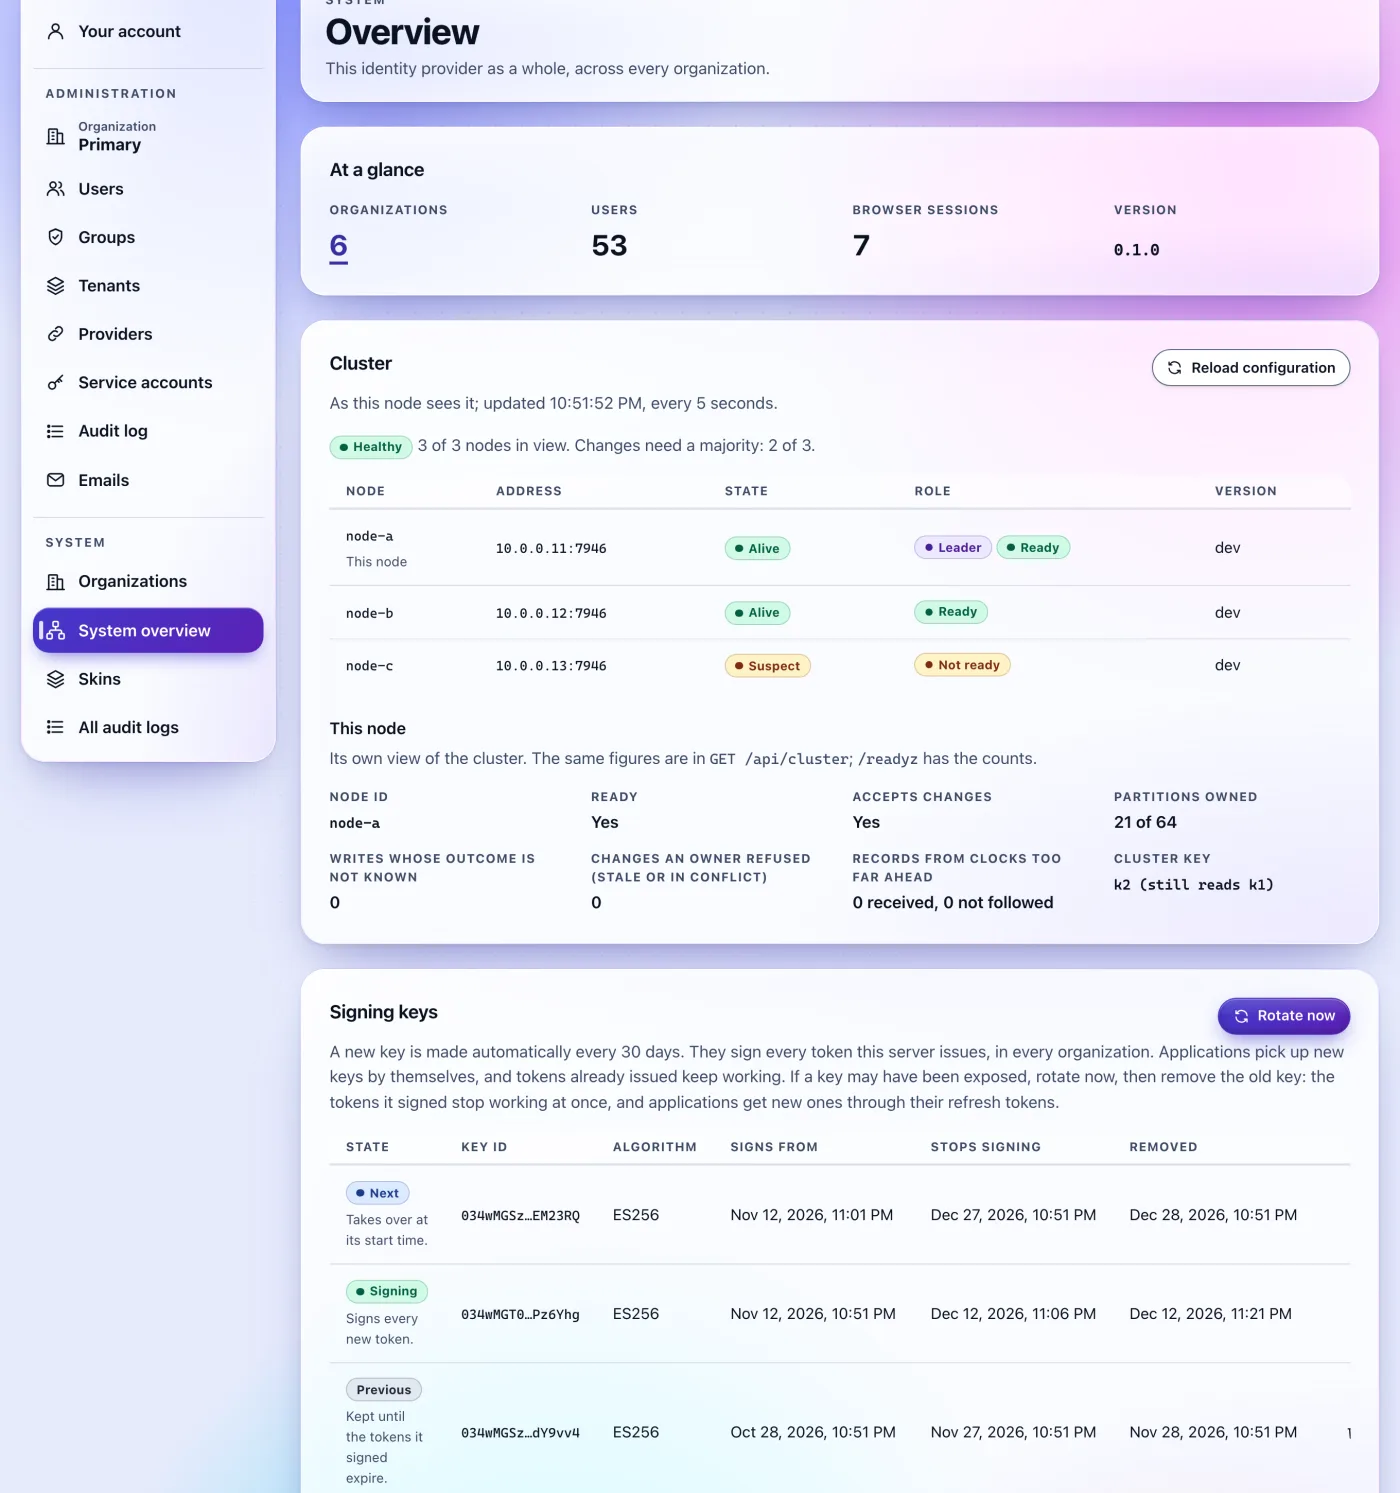 SYSTEM
Overview
This identity provider as a whole, across every organization.
Your account
ADMINISTRATION
Organization
Primary
Users
Groups
Tenants
Providers
Service accounts
Audit log
Emails
SYSTEM
Organizations
System overview
Skins
All audit logs
At a glance
ORGANIZATIONS USERS BROWSER SESSIONS VERSION
6 53 7 0.1.0
Cluster
Reload configuration
As this node sees it; updated 10:51:52 PM, every 5 seconds.
Healthy 3 of 3 nodes in view. Changes need a majority: 2 of 3.
NODE ADDRESS STATE ROLE VERSION
node-a 10.0.0.11:7946 Alive Leader Ready dev
This node
node-b 10.0.0.12:7946 Alive Ready dev
node-c 10.0.0.13:7946 Suspect Not ready dev
This node
Its own view of the cluster. The same figures are in GET /api/cluster; /readyz has the counts.
NODE ID READY ACCEPTS CHANGES PARTITIONS OWNED
node-a Yes Yes 21 of 64
WRITES WHOSE OUTCOME IS NOT KNOWN
0
CHANGES AN OWNER REFUSED (STALE OR IN CONFLICT)
0
RECORDS FROM CLOCKS TOO FAR AHEAD
0 received, 0 not followed
CLUSTER KEY
k2 (still reads k1)
Signing keys
Rotate now
A new key is made automatically every 30 days. They sign every token this server issues, in every organization. Applications pick up new
keys by themselves, and tokens already issued keep working. If a key may have been exposed, rotate now, then remove the old key: the
tokens it signed stop working at once, and applications get new ones through their refresh tokens.
STATE KEY ID ALGORITHM SIGNS FROM STOPS SIGNING REMOVED
Next
Takes over at
its start time.
034wMGSz…EM23RQ ES256 Nov 12, 2026, 11:01 PM Dec 27, 2026, 10:51 PM Dec 28, 2026, 10:51 PM
Signing
Signs every
new token.
034wMGT0…Pz6Yhg ES256 Nov 12, 2026, 10:51 PM Dec 12, 2026, 11:06 PM Dec 12, 2026, 11:21 PM
Previous
Kept until
the tokens it
signed
expire.
034wMGSz…dY9vv4 ES256 Oct 28, 2026, 10:51 PM Nov 27, 2026, 10:51 PM Nov 28, 2026, 10:51 PM